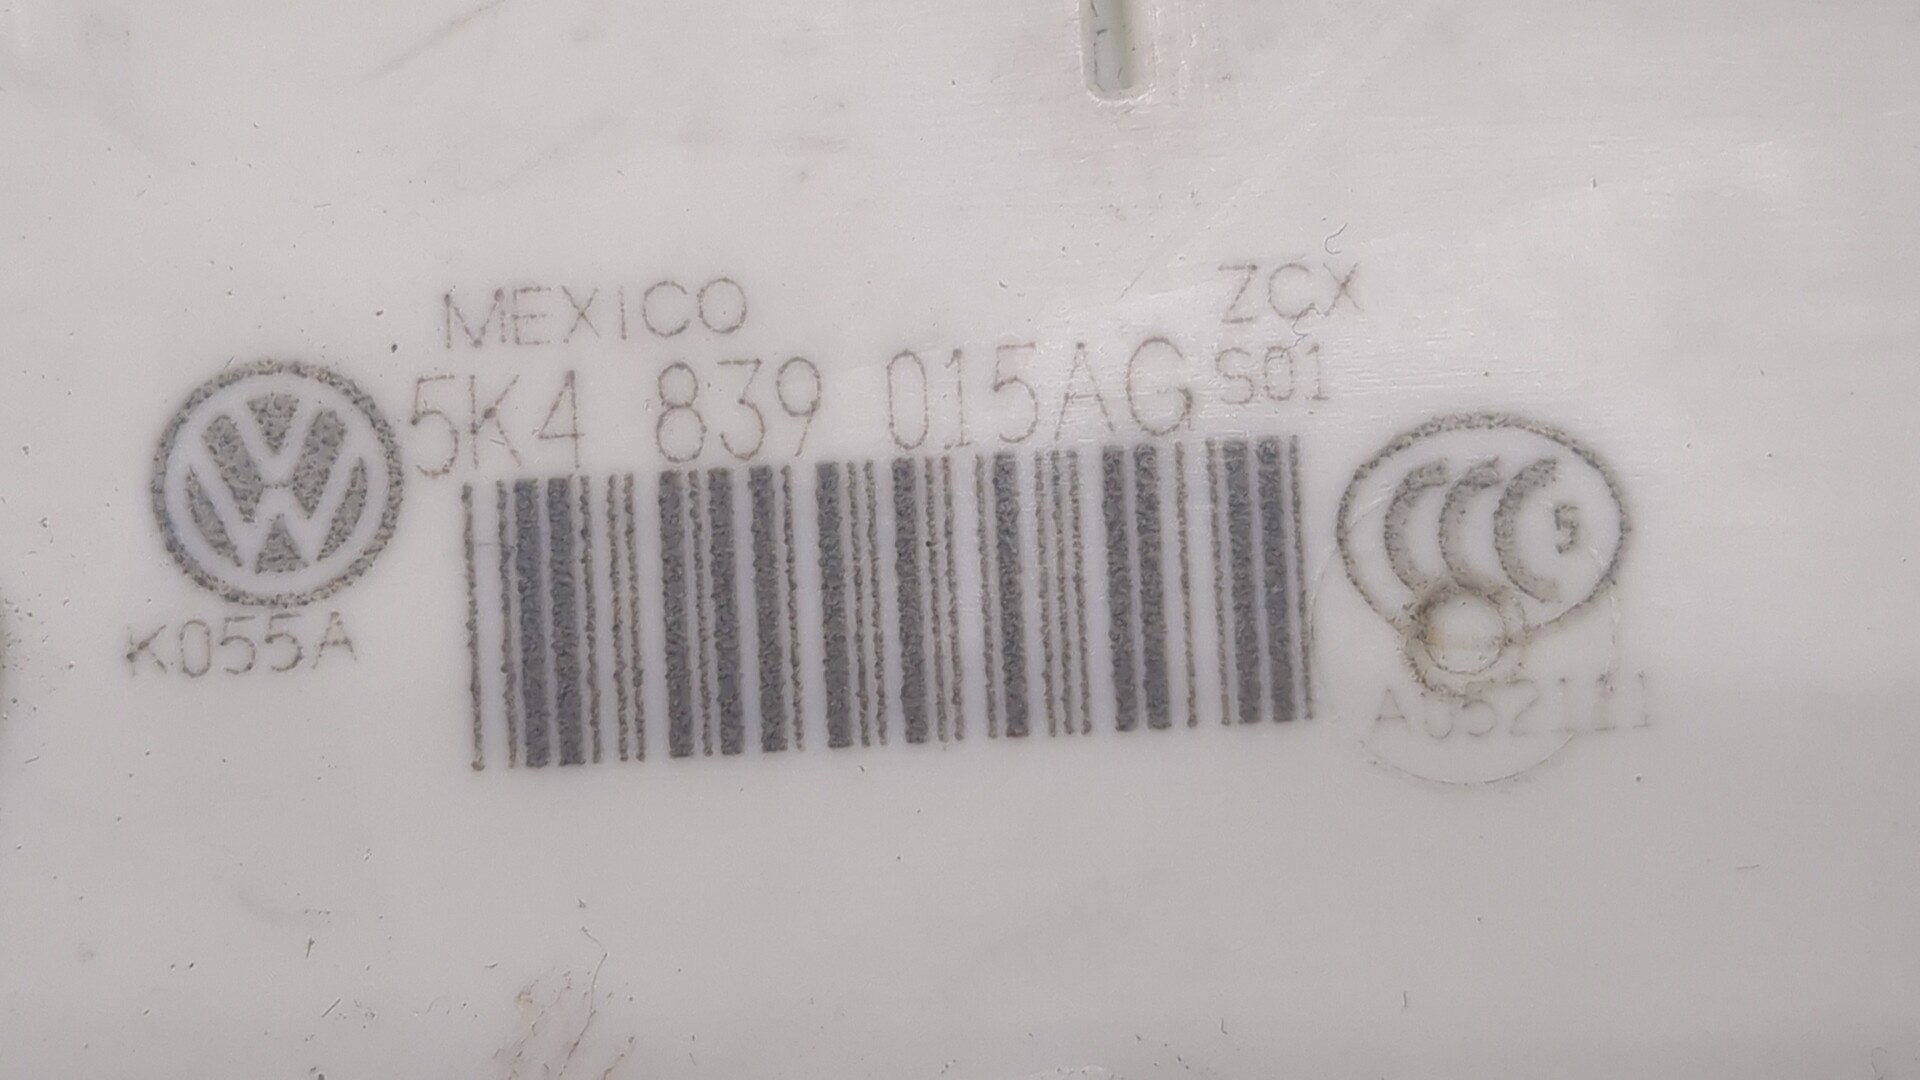 MEXICO ZCX
5K4 839 015AG S01
K055A
A052111